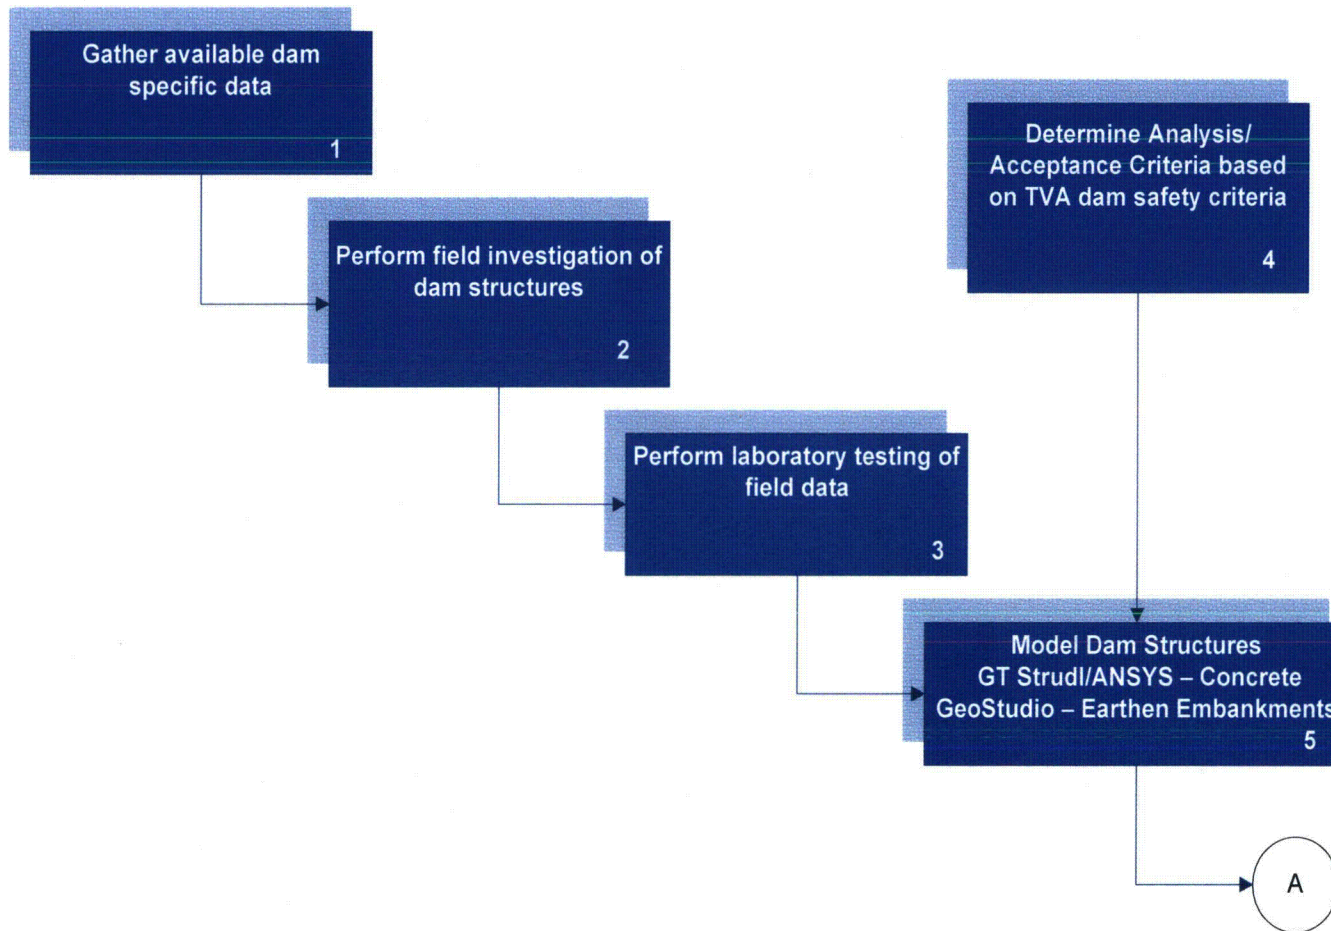 Gather available dam
specific data
1
Perform field investigation of
dam structures
2
Perform laboratory testing of
field data
3
Determine Analysis/
Acceptance Criteria based
on TVA dam safety criteria
4
Model Dam Structures
GT Strudl/ANSYS – Concrete
GeoStudio – Earthen Embankments
5
A